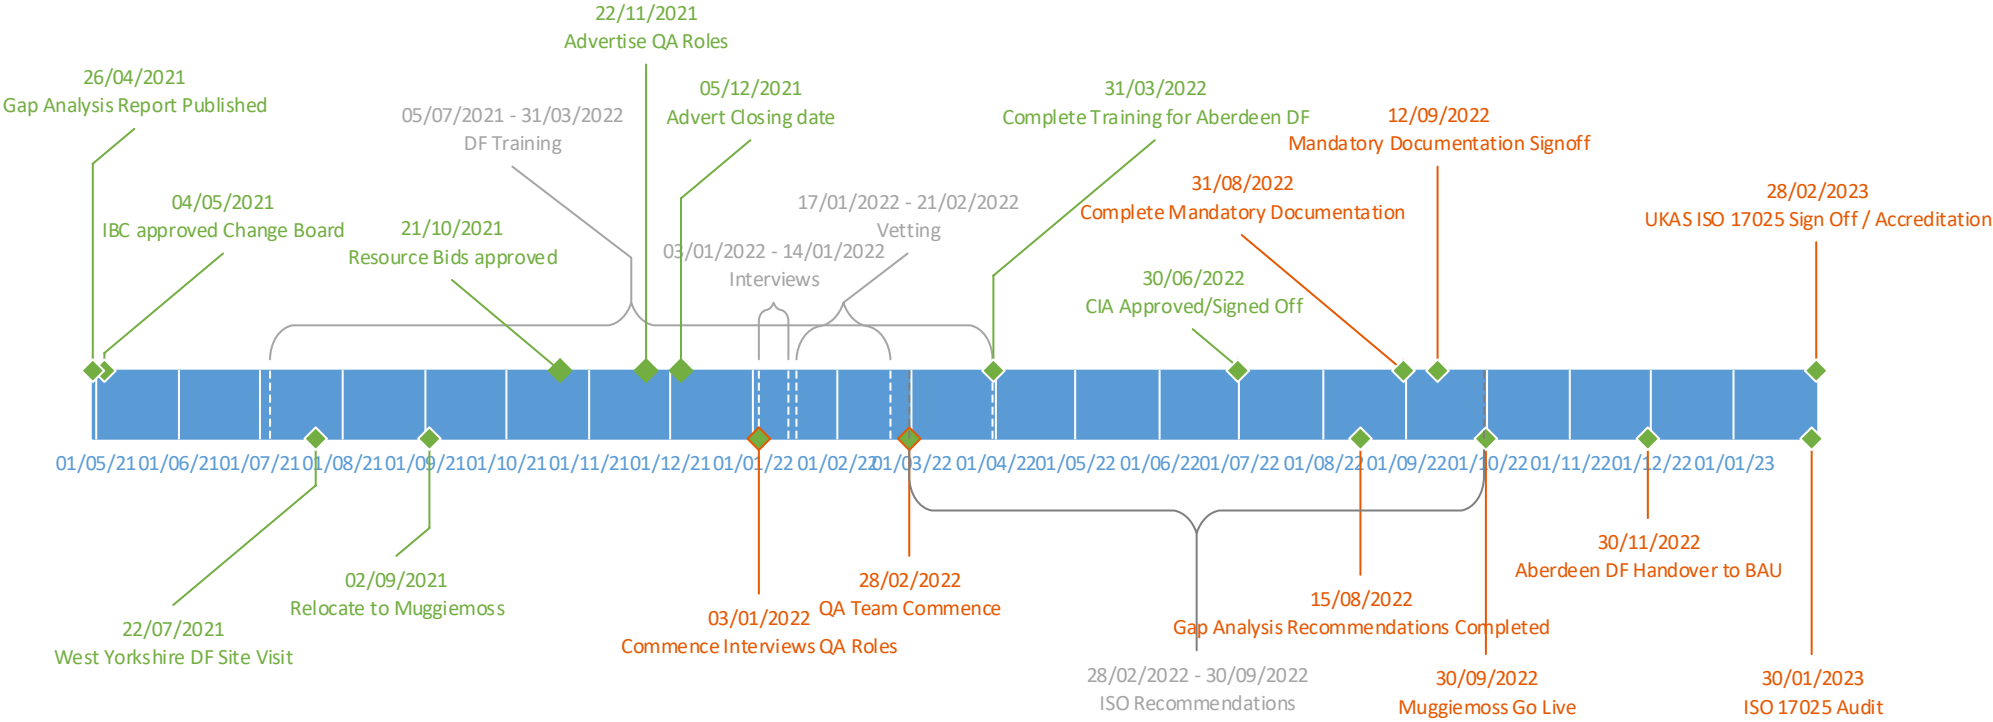 22/11/2021
Advertise QA Roles
26/04/2021
Gap Analysis Report Published
05/07/2021 - 31/03/2022
DF Training
05/12/2021
Advert Closing date
31/03/2022
Complete Training for Aberdeen DF
12/09/2022
Mandatory Documentation Signoff
04/05/2021
IBC approved Change Board
21/10/2021
Resource Bids approved
17/01/2022 - 21/02/2022
Vetting
03/01/2022 - 14/01/2022
Interviews
31/08/2022
Complete Mandatory Documentation
28/02/2023
UKAS ISO 17025 Sign Off / Accreditation
30/06/2022
CIA Approved/Signed Off
01/05/21 01/06/21 01/07/21 01/08/21 01/09/21 01/10/21 01/11/21 01/12/21 01/01/22 01/02/22 01/03/22 01/04/22 01/05/22 01/06/22 01/07/22 01/08/22 01/09/22 01/10/22 01/11/22 01/12/22 01/01/23
22/07/2021
West Yorkshire DF Site Visit
02/09/2021
Relocate to Muggiemoss
03/01/2022
Commence Interviews QA Roles
28/02/2022
QA Team Commence
28/02/2022 - 30/09/2022
ISO Recommendations
15/08/2022
Gap Analysis Recommendations Completed
30/09/2022
Muggiemoss Go Live
30/11/2022
Aberdeen DF Handover to BAU
30/01/2023
ISO 17025 Audit